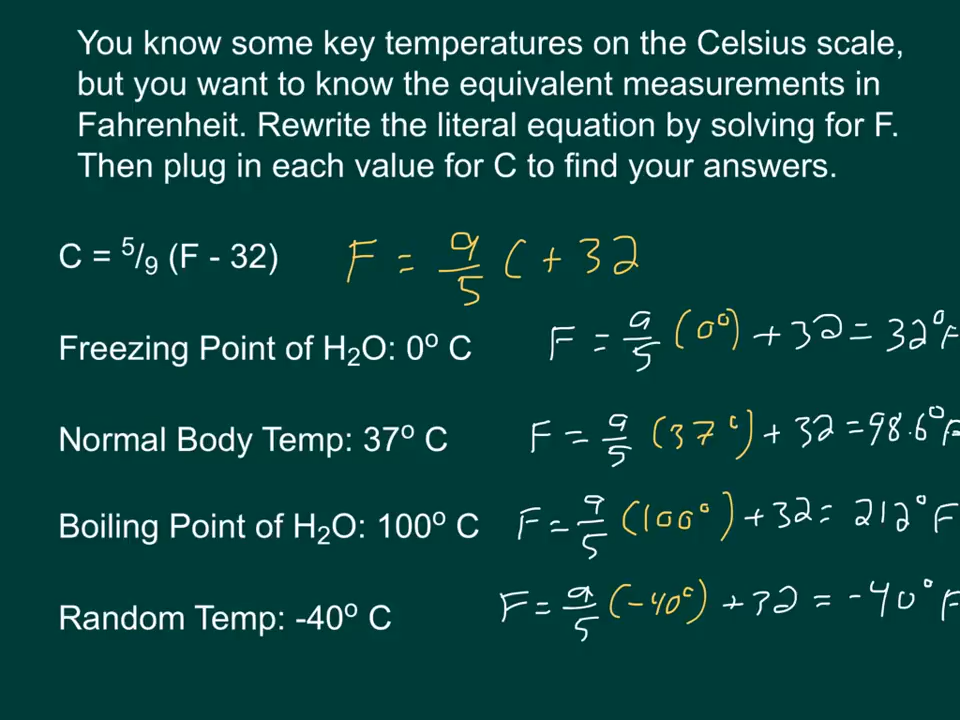 You know some key temperatures on the Celsius scale,
but you want to know the equivalent measurements in
Fahrenheit. Rewrite the literal equation by solving for F.
Then plug in each value for C to find your answers.
C = ⁵/₉ (F - 32) F = 9/5 C + 32
Freezing Point of H₂O: 0º C F = 9/5 (0°) + 32 = 32°F
Normal Body Temp: 37º C F = 9/5 (37°) + 32 = 98.6°F
Boiling Point of H₂O: 100º C F = 9/5 (100°) + 32 = 212°F
Random Temp: -40º C F = 9/5 (-40°) + 32 = -40°F